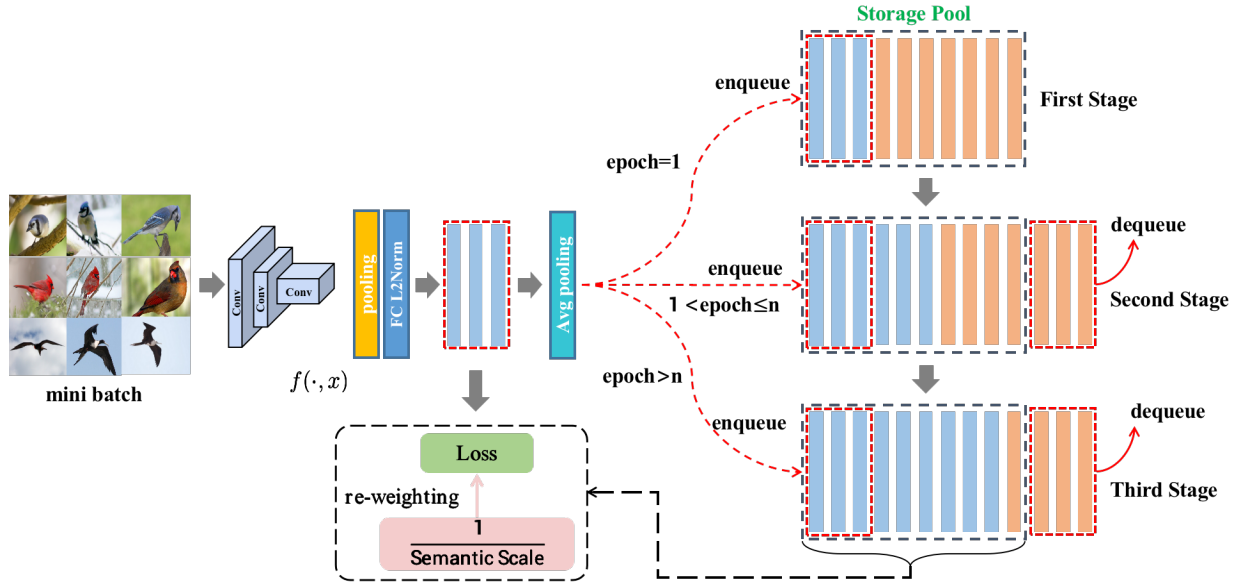 Storage Pool
enqueue
First Stage
epoch=1
mini batch
Conv
Conv
Conv
f(·, x)
pooling
FC L2Norm
Avg pooling
enqueue
1 <epoch≤n
dequeue
Second Stage
epoch>n
enqueue
dequeue
Third Stage
Loss
re-weighting
1
Semantic Scale